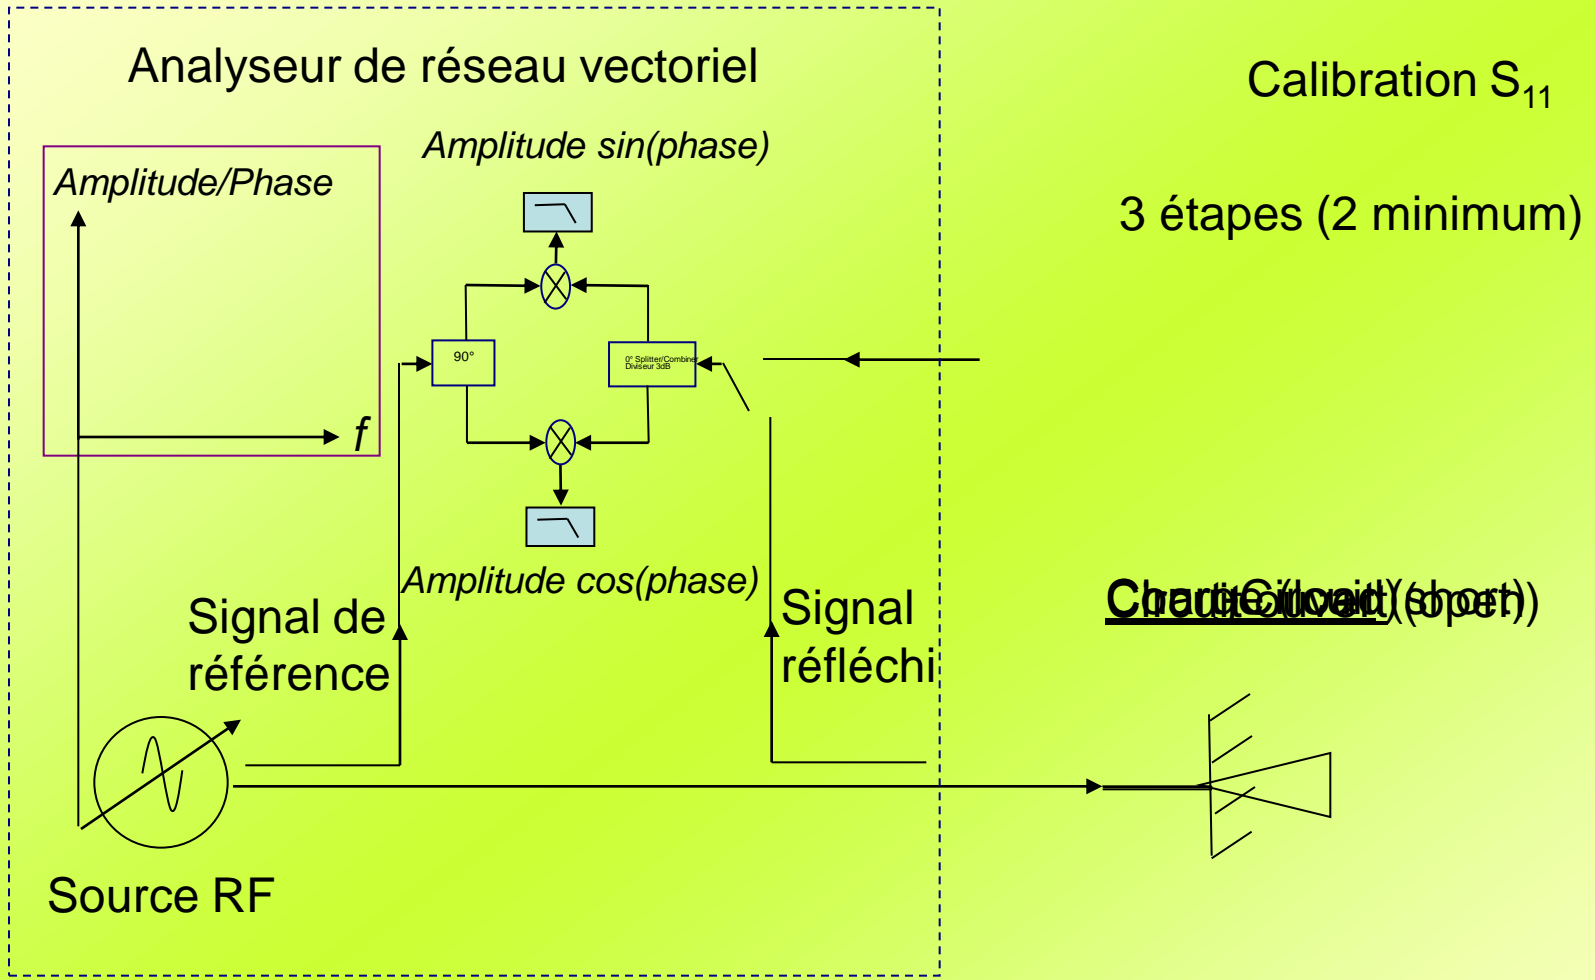 Analyseur de réseau vectoriel
Calibration S11
Amplitude sin(phase)
Amplitude/Phase
3 étapes (2 minimum)
90°
0° Splitter/Combiner
Diviseur 3dB
f
Amplitude cos(phase)
Signal de
référence
Signal
réfléchi
(open)
Source RF